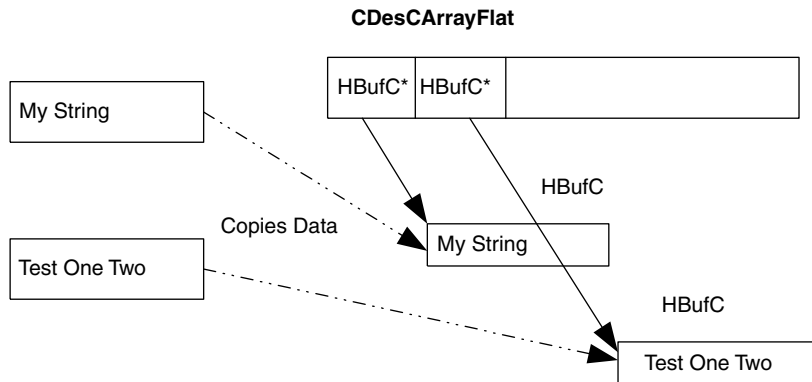 CDesCArrayFlat
My String
HBufC* HBufC*
HBufC
Copies Data
My String
Test One Two
HBufC
Test One Two